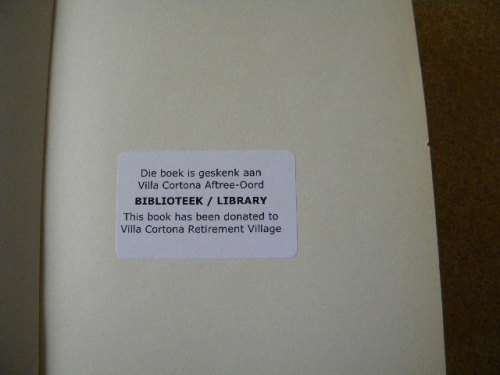 Die boek is geskenk aan
Villa Cortona Aftree-Oord
BIBLIOTEEK / LIBRARY
This book has been donated to
Villa Cortona Retirement Village